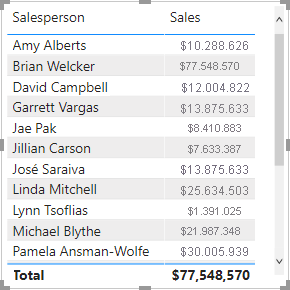 Salesperson Sales
Amy Alberts $10.288.626
Brian Welcker $77.548.570
David Campbell $12.004.822
Garrett Vargas $13.875.633
Jae Pak $8.410.883
Jillian Carson $7.633.387
José Saraiva $13.875.633
Linda Mitchell $25.634.503
Lynn Tsoflias $1.391.025
Michael Blythe $21.987.348
Pamela Ansman-Wolfe $30.005.939
Total $77,548,570